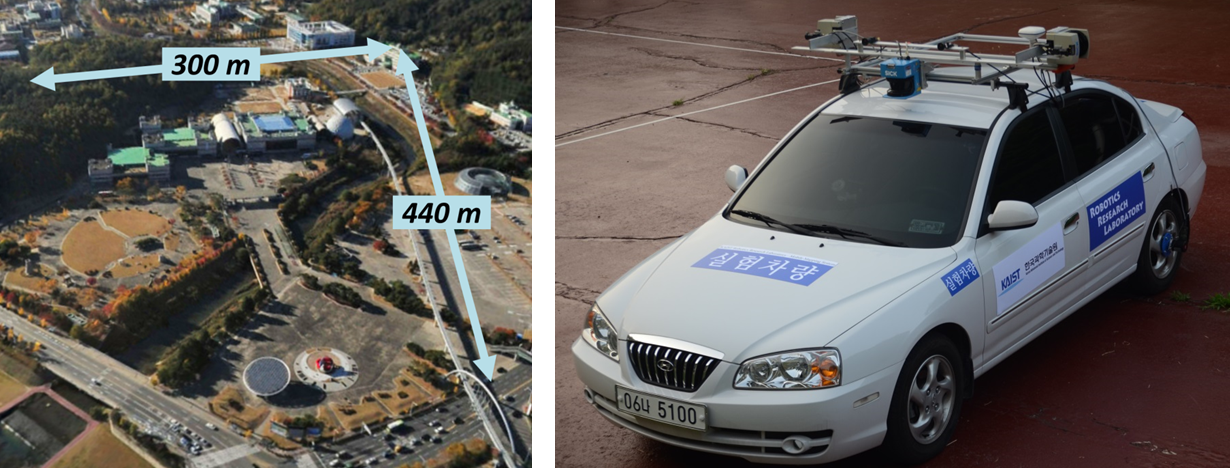 300 m
440 m
SICK
실험차량
실험차량
KAIST 한국과학기술원
ROBOTICS
RESEARCH
LABORATORY
06너 5100